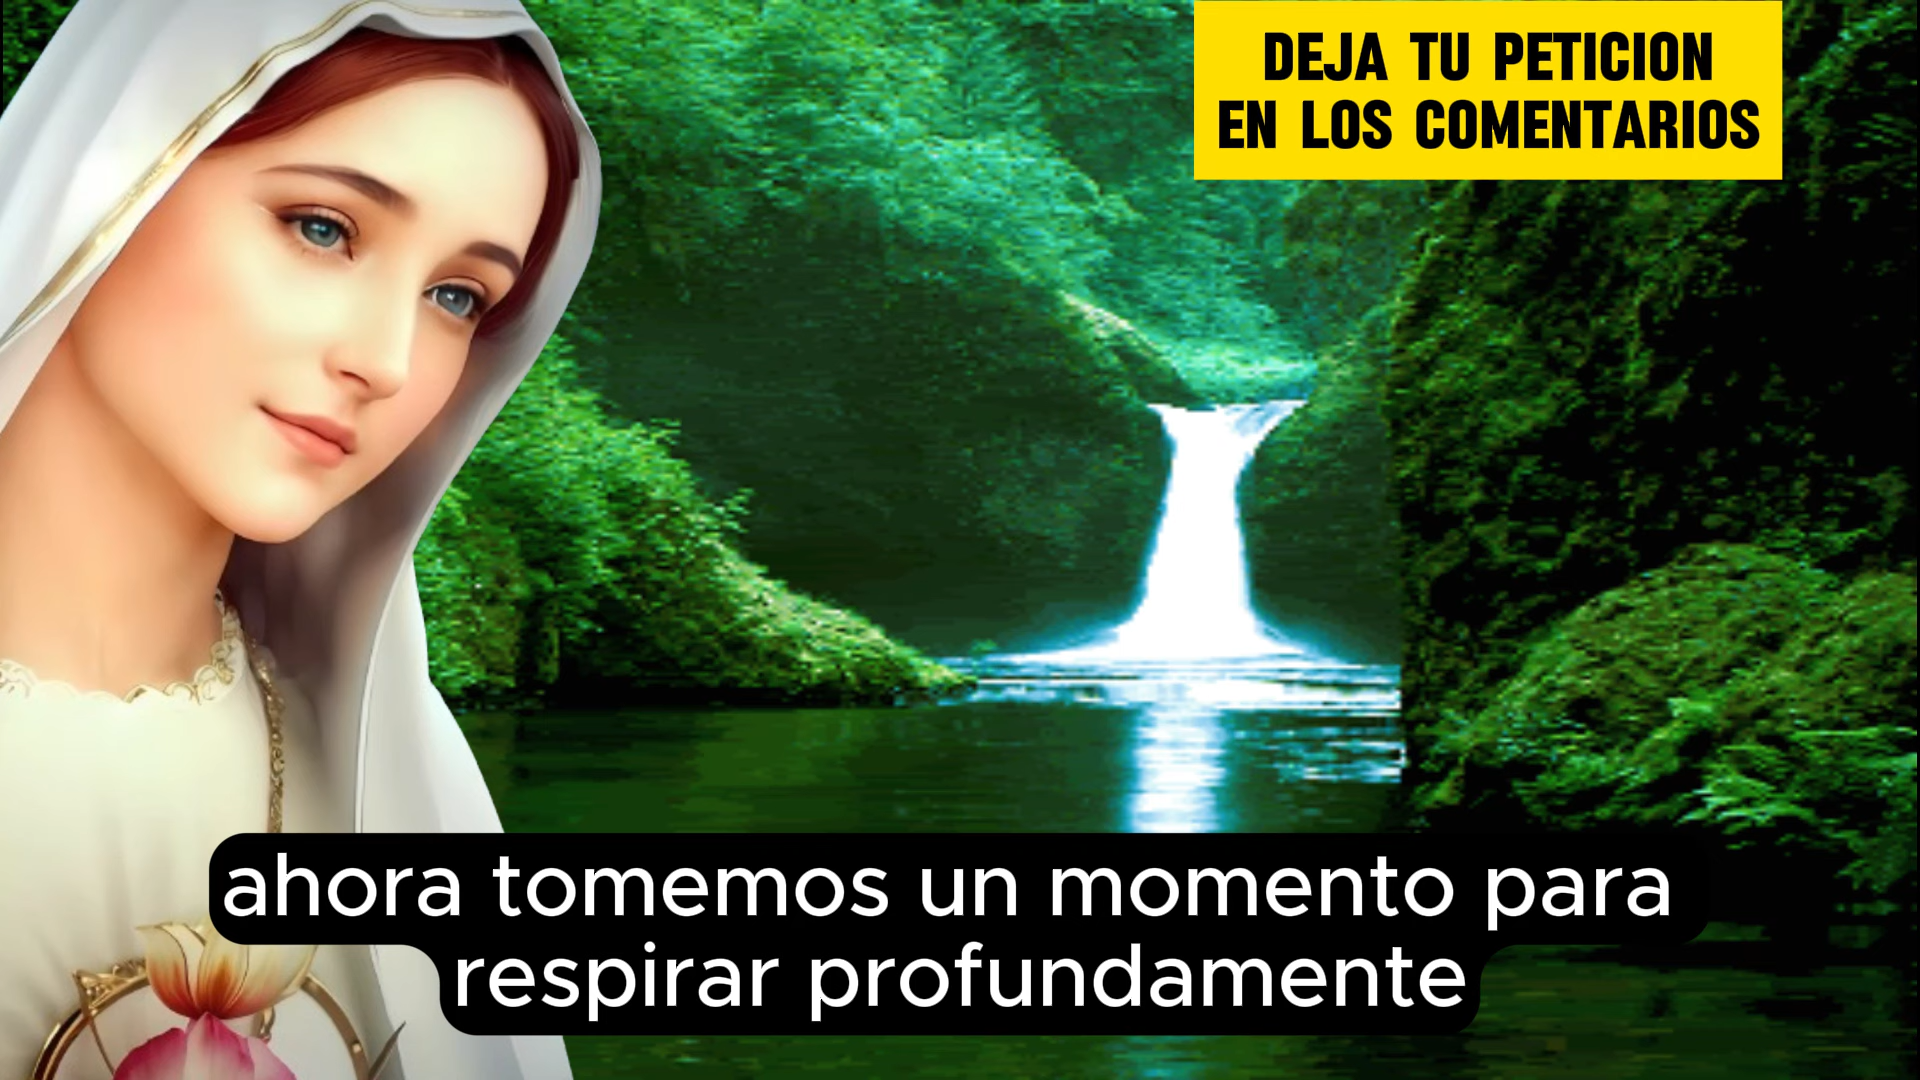 DEJA TU PETICION
EN LOS COMENTARIOS
ahora tomemos un momento para
respirar profundamente